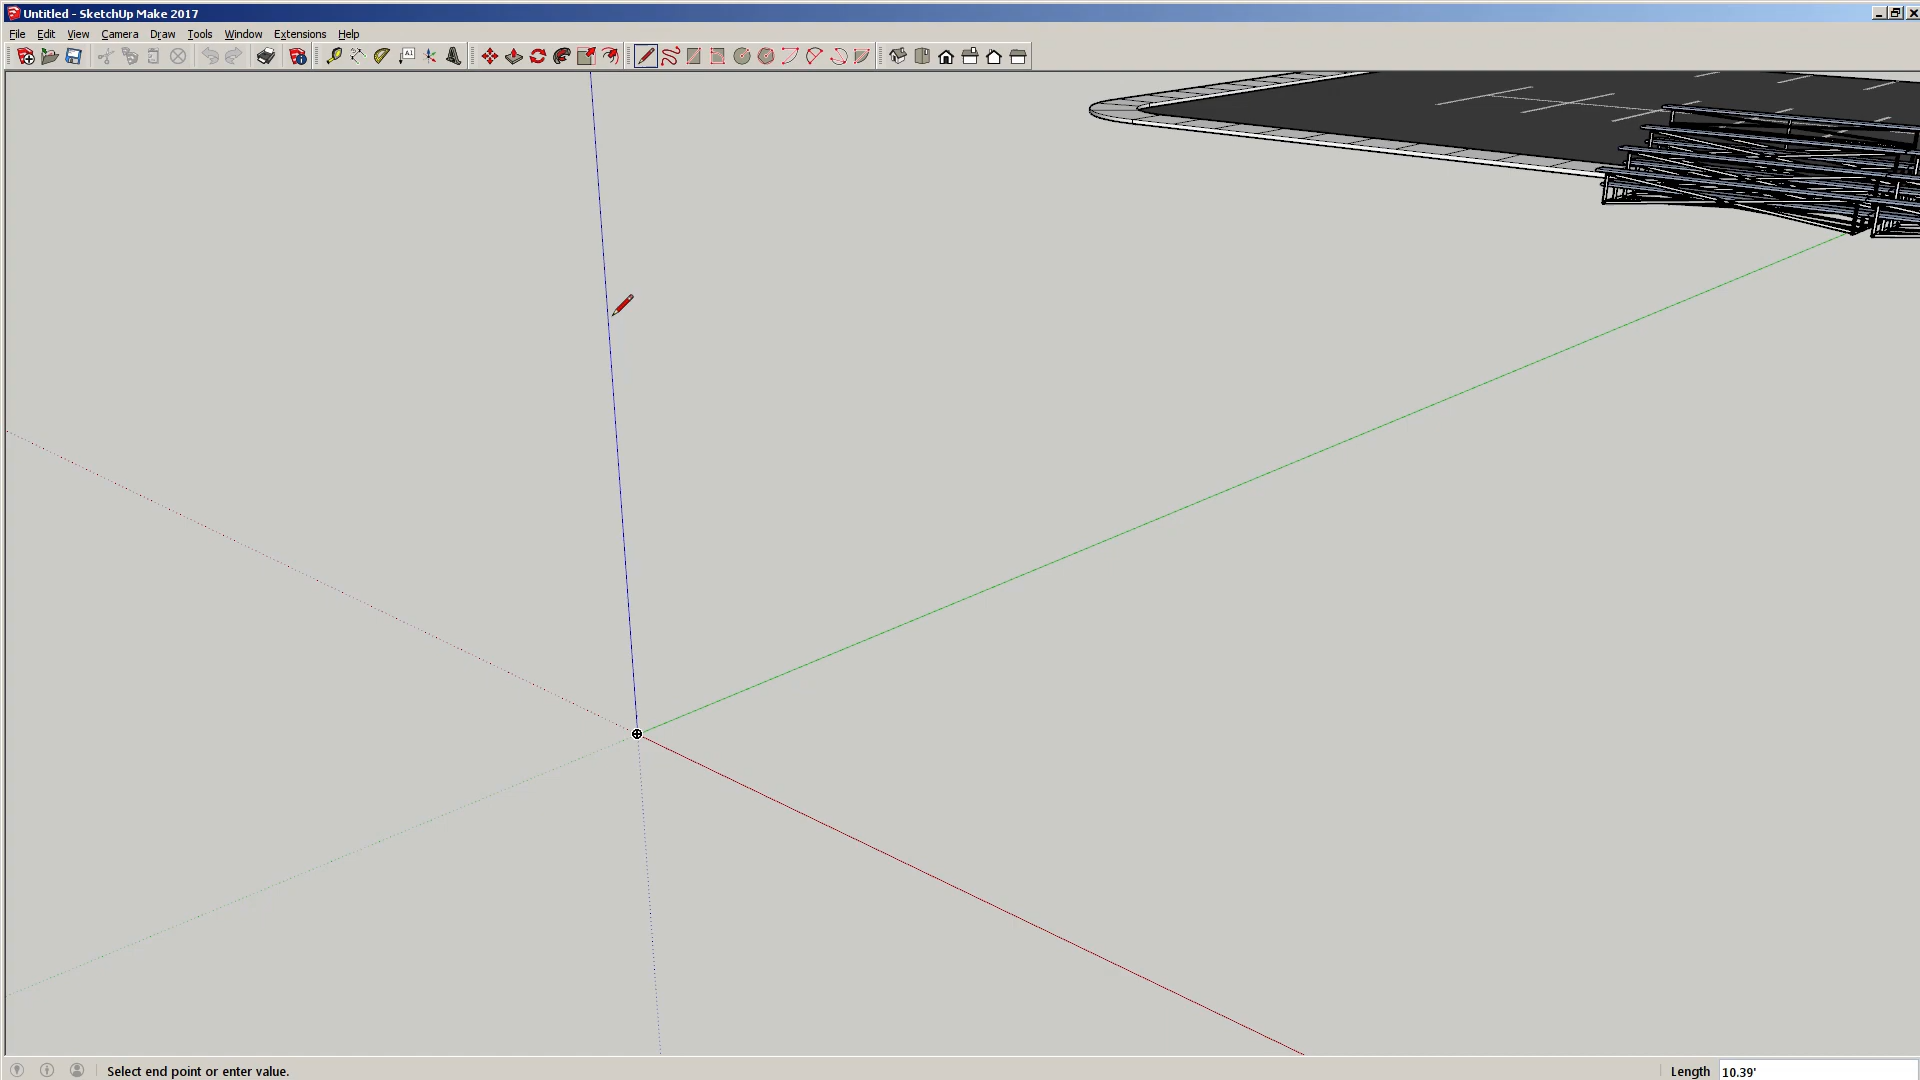 Untitled - SketchUp Make 2017
File Edit View Camera Draw Tools Window Extensions Help
A1
Select end point or enter value.
Length 10.39'